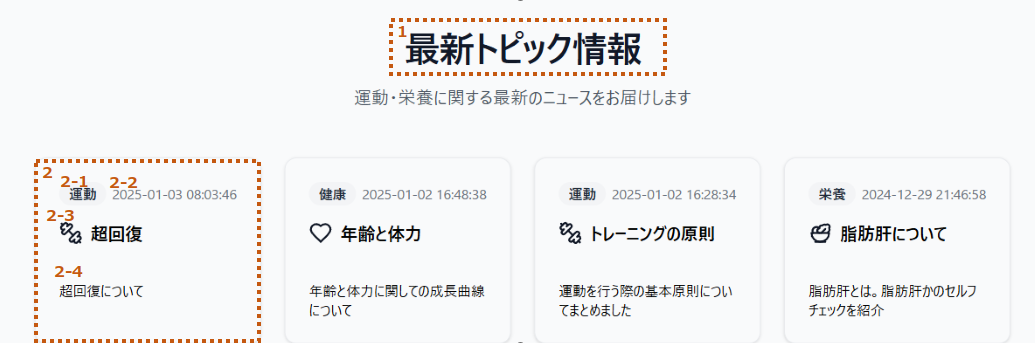 1
最新トピック情報
運動・栄養に関する最新のニュースをお届けします
2
2-1 2-2
運動 2025-01-03 08:03:46
2-3
超回復
2-4
超回復について
健康 2025-01-02 16:48:38
年齢と体力
年齢と体力に関しての成長曲線
について
運動 2025-01-02 16:28:34
トレーニングの原則
運動を行う際の基本原則につい
てまとめました
栄養 2024-12-29 21:46:58
脂肪肝について
脂肪肝とは。脂肪肝かのセルフ
チェックを紹介